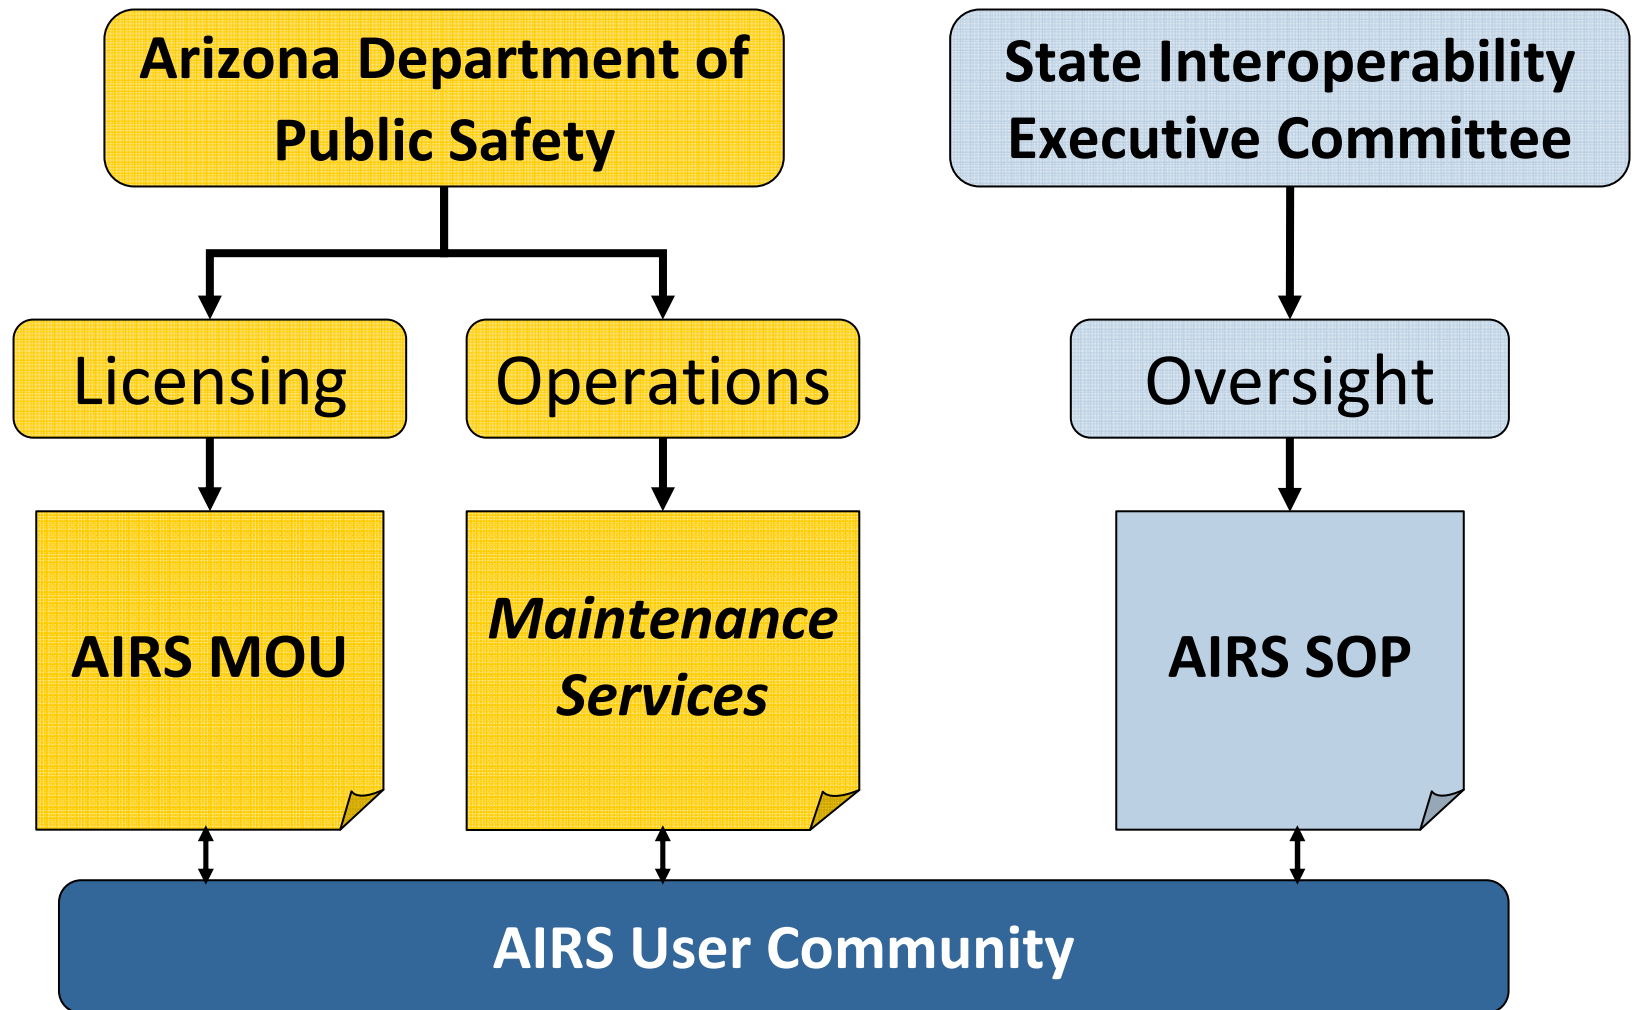 Arizona Department of
Public Safety
State Interoperability
Executive Committee
Licensing
Operations
Oversight
AIRS MOU
Maintenance
Services
AIRS SOP
AIRS User Community